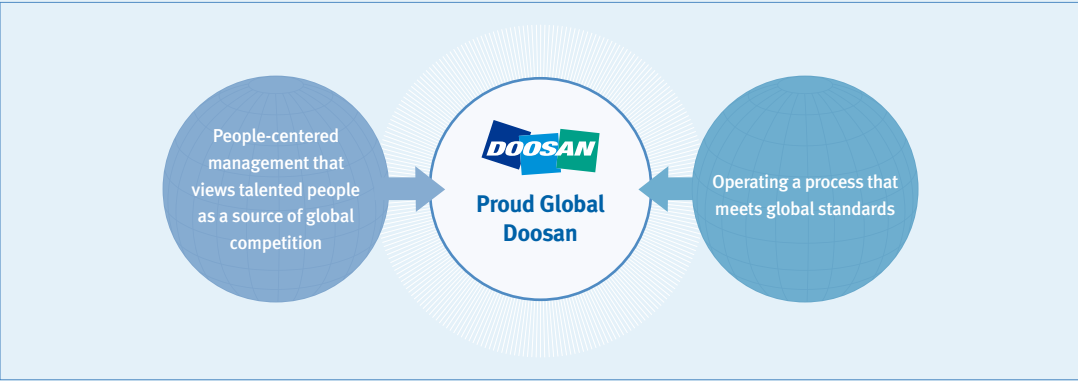 People-centered
management that
views talented people
as a source of global
competition
DOOSAN
Proud Global
Doosan
Operating a process that
meets global standards